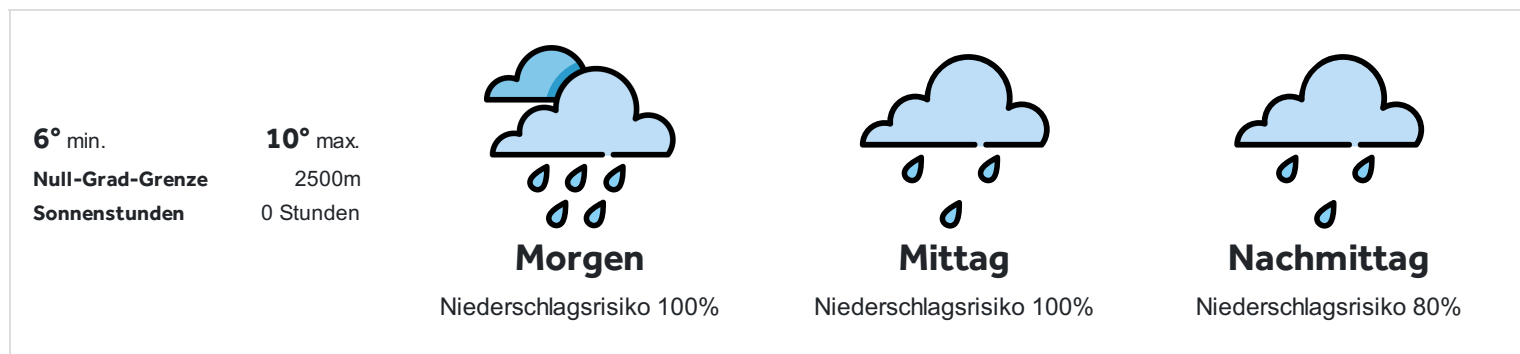 6° min. 10° max.
Null-Grad-Grenze 2500m
Sonnenstunden 0 Stunden
Morgen
Niederschlagsrisiko 100%
Mittag
Niederschlagsrisiko 100%
Nachmittag
Niederschlagsrisiko 80%